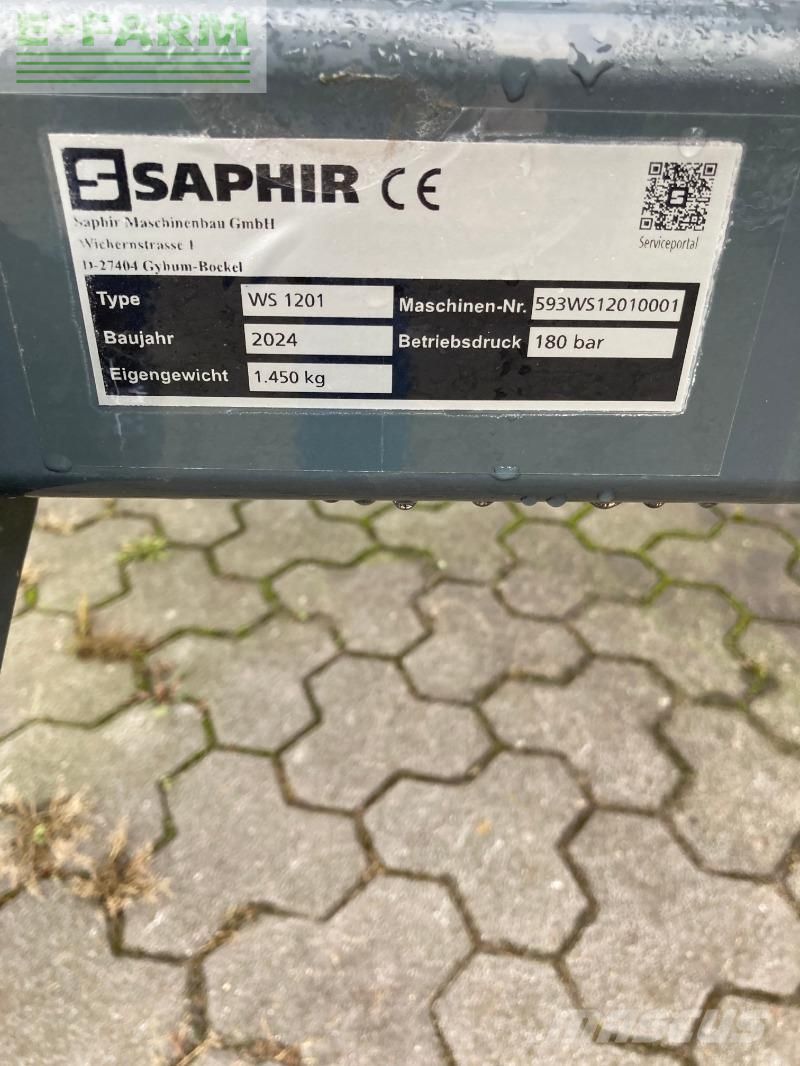 E-FARM
SAPHIR CE
Saphir Maschinenbau GmbH
Wichernstrasse 1
D-27404 Gyhum-Bockel
Serviceportal
Type WS 1201 Maschinen-Nr. 593WS12010001
Baujahr 2024 Betriebsdruck 180 bar
Eigengewicht 1.450 kg
MASCUS